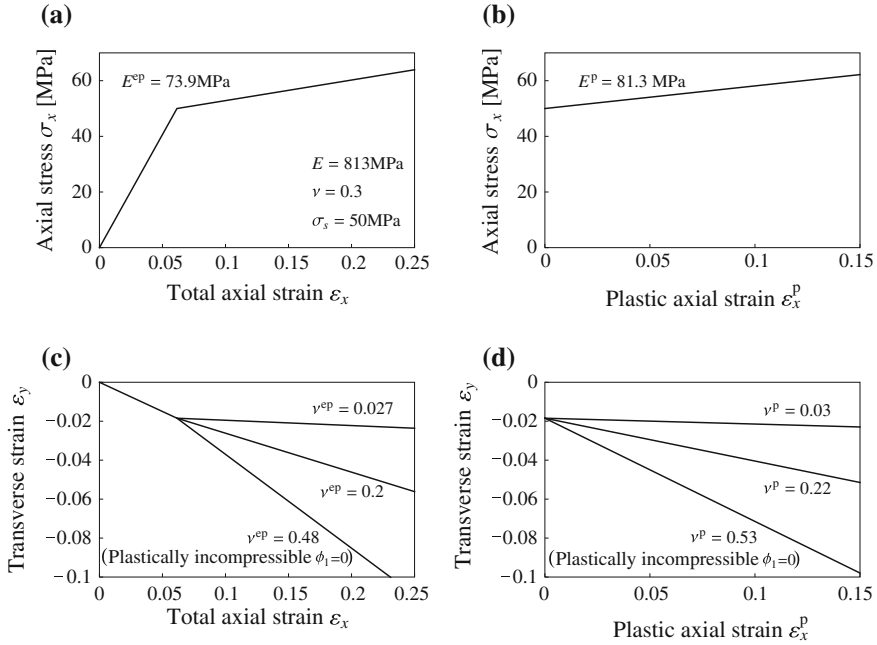 (a)
Axial stress σx [MPa]
60
40
20
0
0
0.05
0.1
0.15
0.2
0.25
E^ep = 73.9MPa
E = 813MPa
ν = 0.3
σs = 50MPa
Total axial strain εx
(b)
Axial stress σx [MPa]
60
40
20
0
0
0.05
0.1
0.15
E^p = 81.3 MPa
Plastic axial strain εx^p
(c)
Transverse strain εy
0
−0.02
−0.04
−0.06
−0.08
−0.1
0
0.05
0.1
0.15
0.2
0.25
ν^ep = 0.027
ν^ep = 0.2
ν^ep = 0.48
(Plastically incompressible ϕ1=0)
Total axial strain εx
(d)
Transverse strain εy
0
−0.02
−0.04
−0.06
−0.08
−0.1
0
0.05
0.1
0.15
ν^p = 0.03
ν^p = 0.22
ν^p = 0.53
(Plastically incompressible ϕ1=0)
Plastic axial strain εx^p